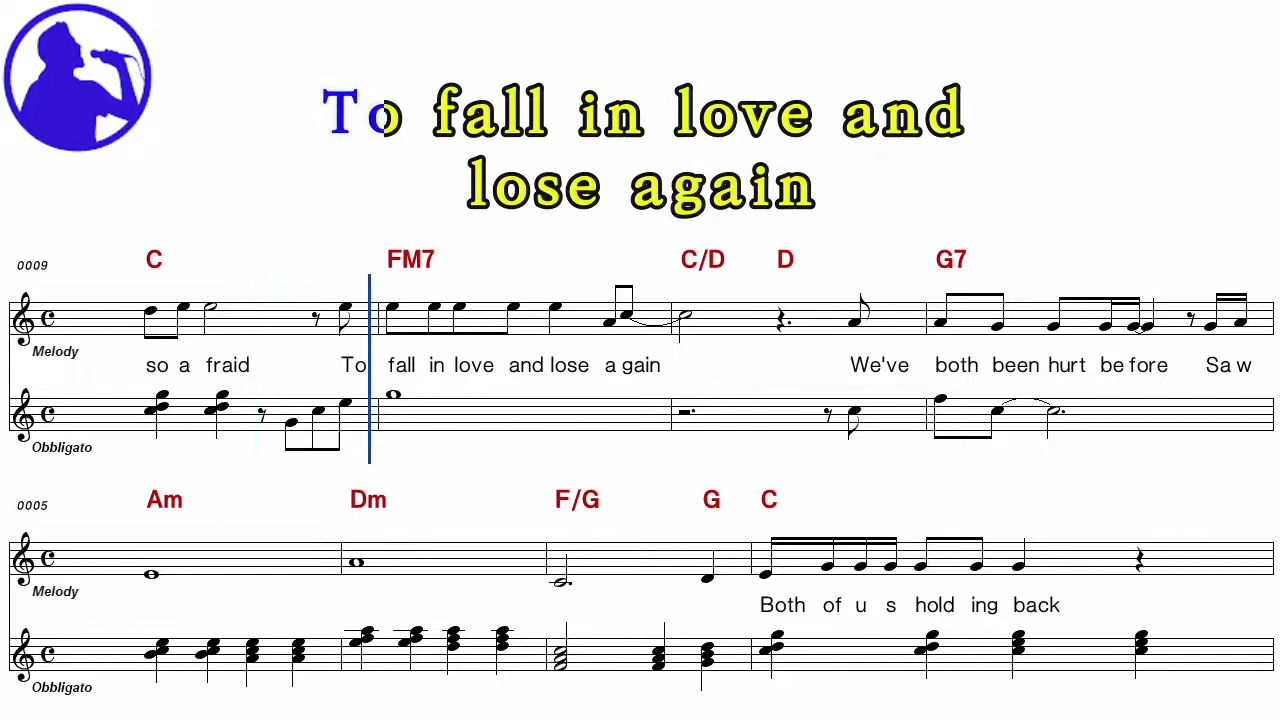 To fall in love and
lose again
C FM7 C/D D G7
0009
Melody
so a fraid To fall in love and lose a gain We've both been hurt be fore Sa w
Obbligato
Am Dm F/G G C
0005
Melody
Both of u s hold ing back
Obbligato